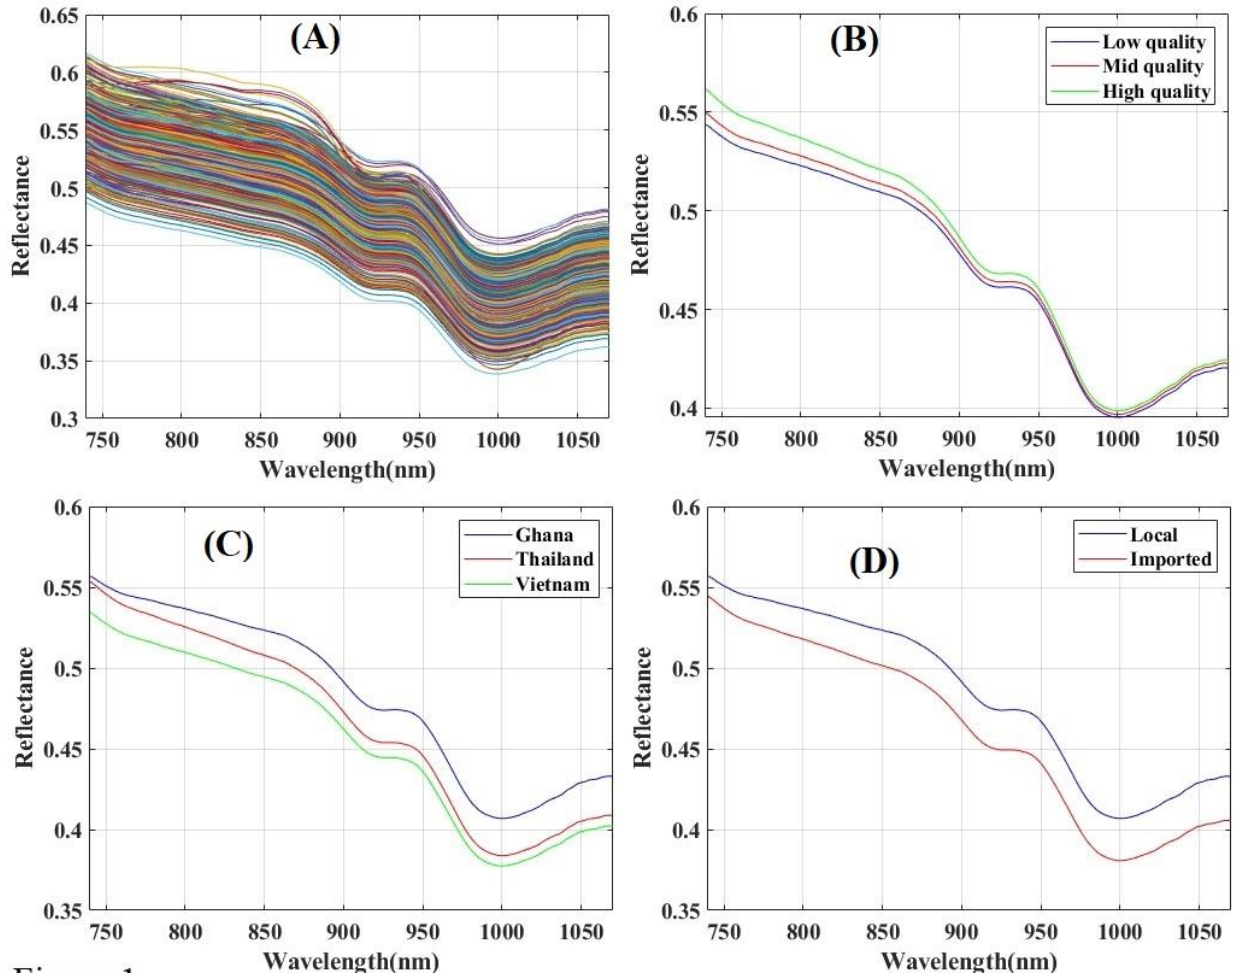 (A)
0.65
0.6
0.55
0.5
0.45
0.4
0.35
0.3
Reflectance
750 800 850 900 950 1000 1050
Wavelength(nm)
(B)
Low quality
Mid quality
High quality
0.6
0.55
0.5
0.45
0.4
Reflectance
750 800 850 900 950 1000 1050
Wavelength(nm)
(C)
Ghana
Thailand
Vietnam
0.6
0.55
0.5
0.45
0.4
0.35
Reflectance
750 800 850 900 950 1000 1050
Wavelength(nm)
(D)
Local
Imported
0.6
0.55
0.5
0.45
0.4
0.35
Reflectance
750 800 850 900 950 1000 1050
Wavelength(nm)